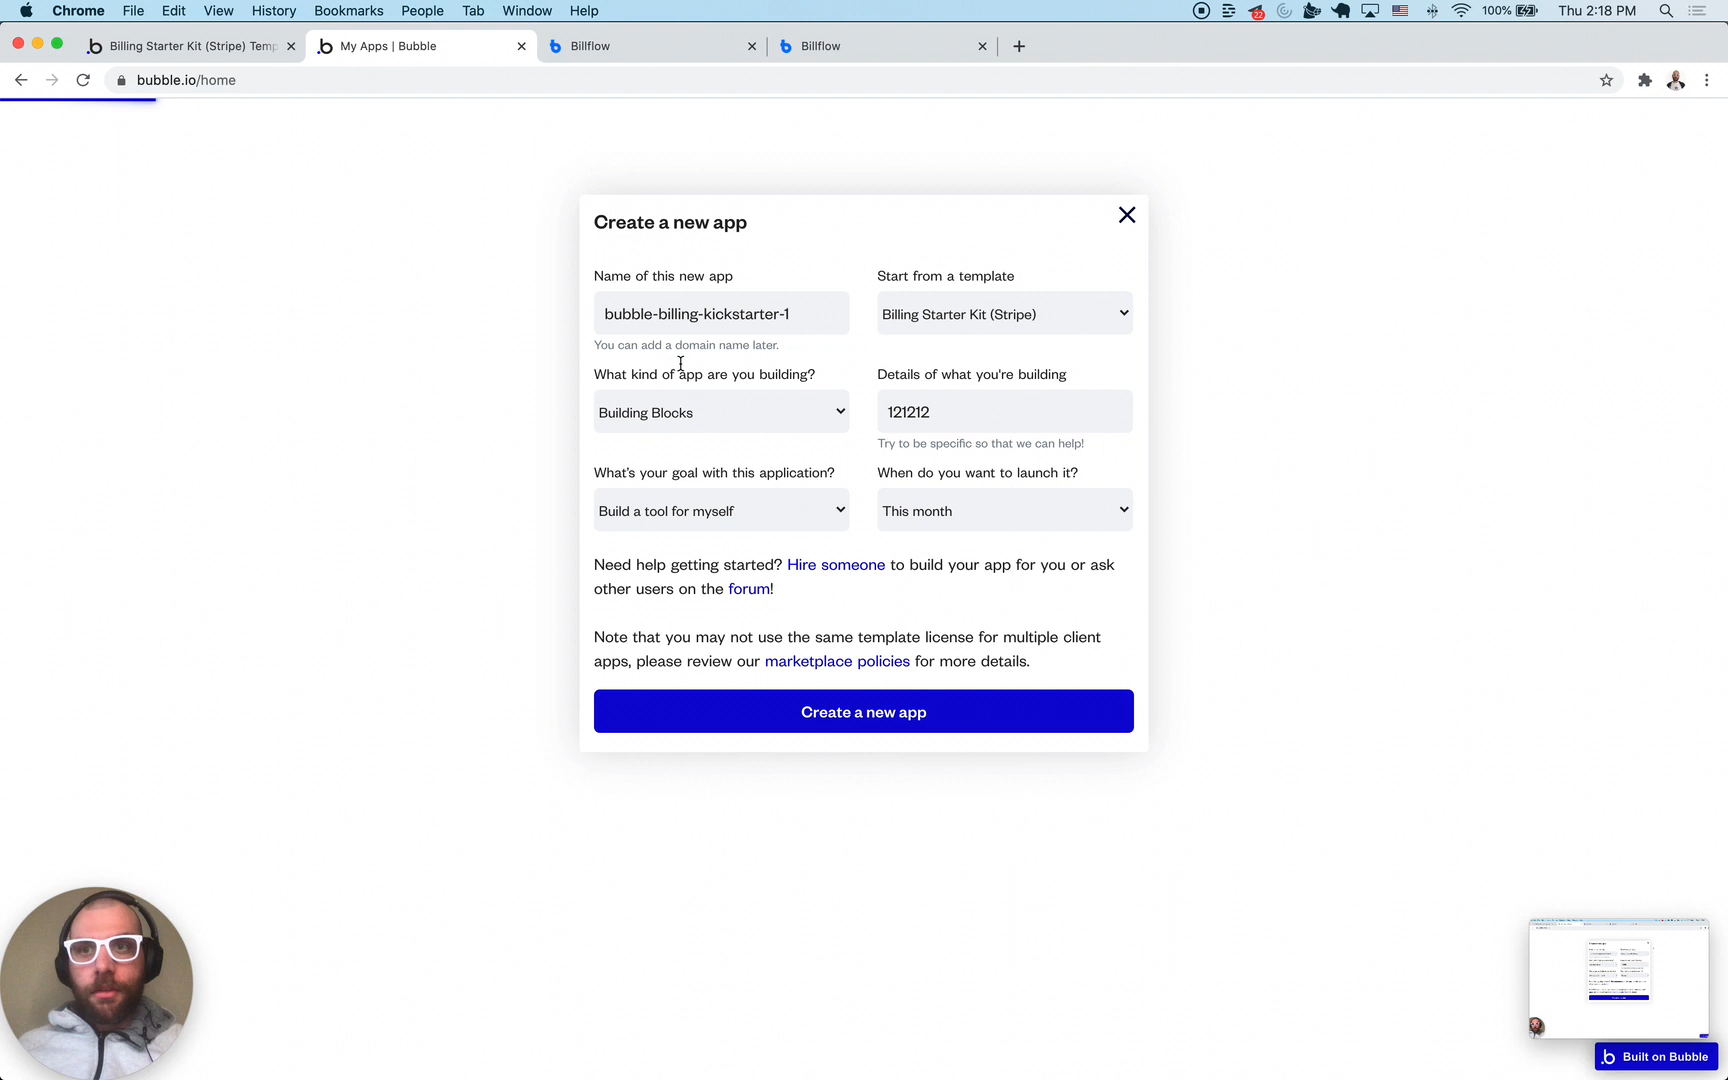 Chrome File Edit View History Bookmarks People Tab Window Help
22 100% Thu 2:18 PM
Billing Starter Kit (Stripe) Temp
My Apps | Bubble
Billflow
Billflow
bubble.io/home
Create a new app
Name of this new app
Start from a template
bubble-billing-kickstarter-1
Billing Starter Kit (Stripe)
You can add a domain name later.
What kind of app are you building?
Details of what you're building
Building Blocks
121212
Try to be specific so that we can help!
What's your goal with this application?
When do you want to launch it?
Build a tool for myself
This month
Need help getting started? Hire someone to build your app for you or ask
other users on the forum!
Note that you may not use the same template license for multiple client
apps, please review our marketplace policies for more details.
Create a new app
Built on Bubble